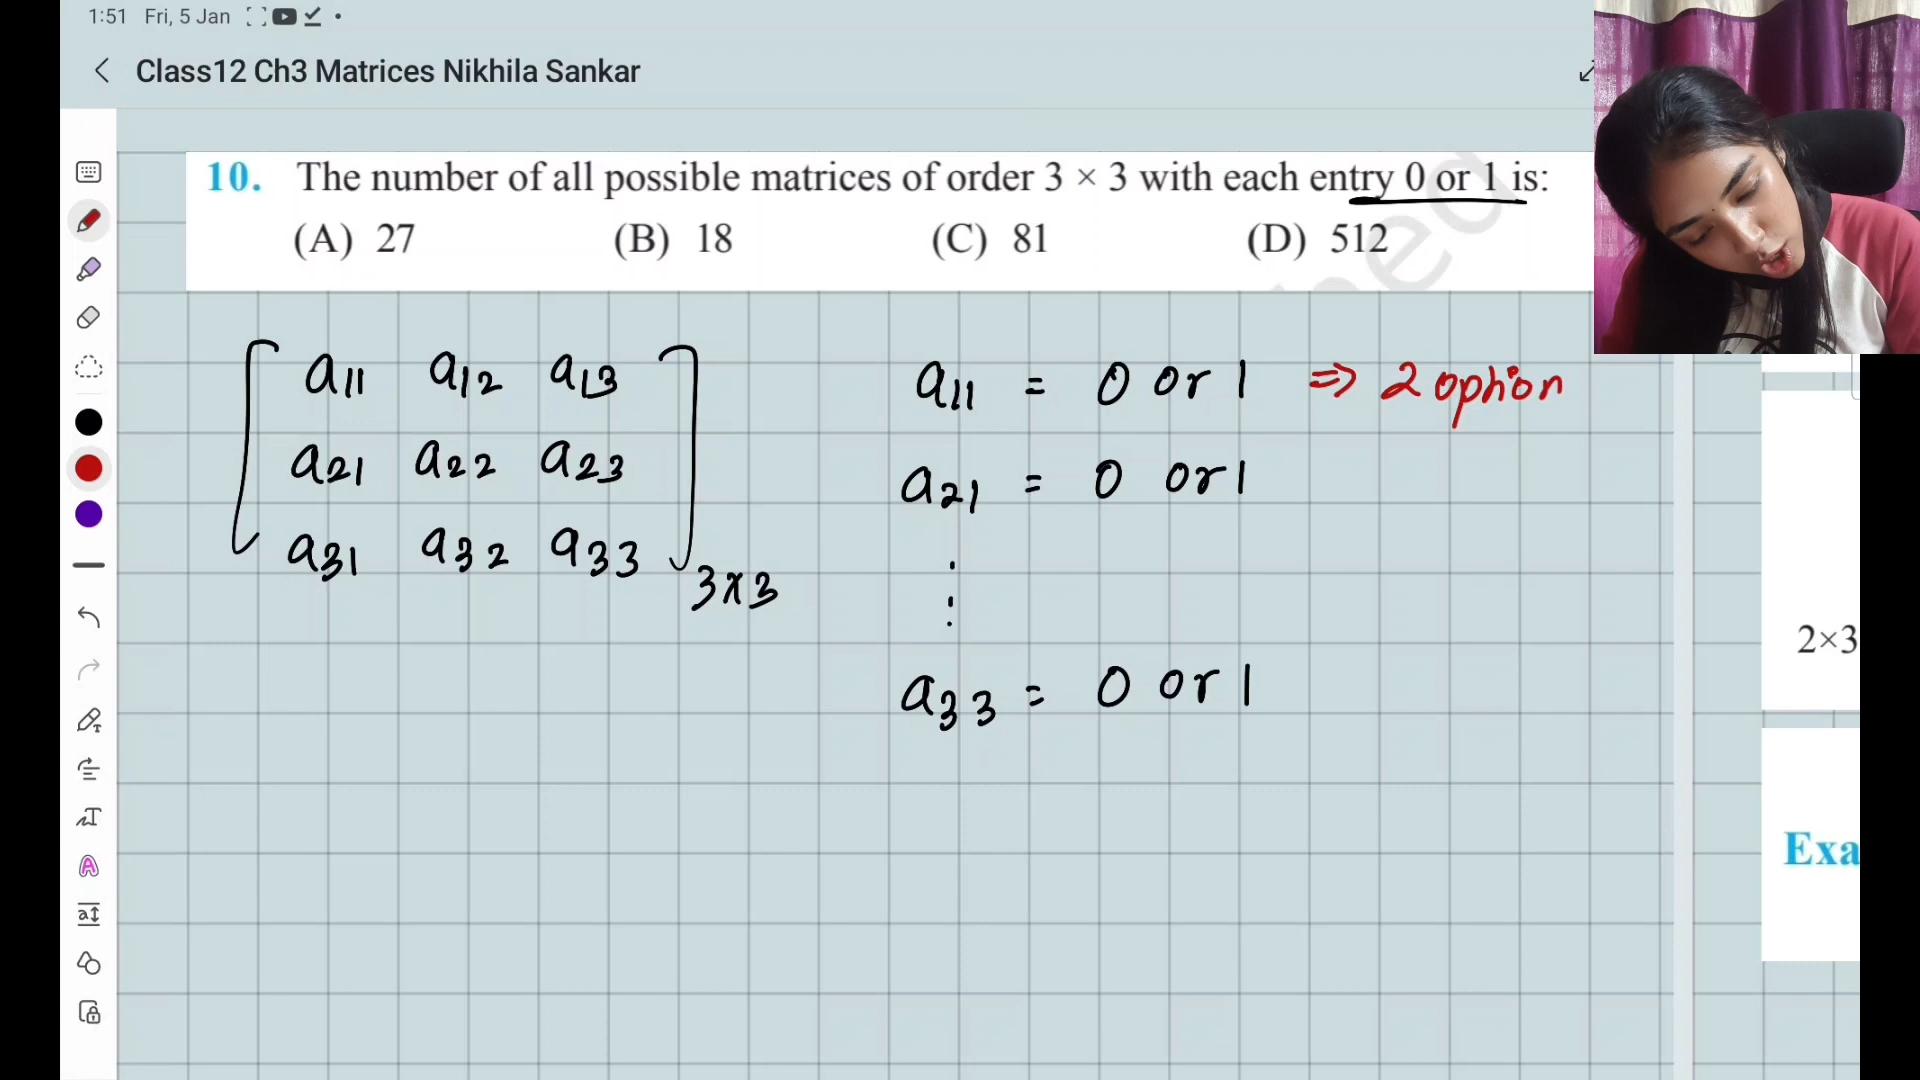 1:51 Fri, 5 Jan
Class12 Ch3 Matrices Nikhila Sankar
10. The number of all possible matrices of order 3 × 3 with each entry 0 or 1 is:
(A) 27 (B) 18 (C) 81 (D) 512
a11 a12 a13
a21 a22 a23
a31 a32 a33
3x3
a11 = 0 or 1 => 2 option
a21 = 0 or 1
⋮
a33 = 0 or 1
2×3
Exa